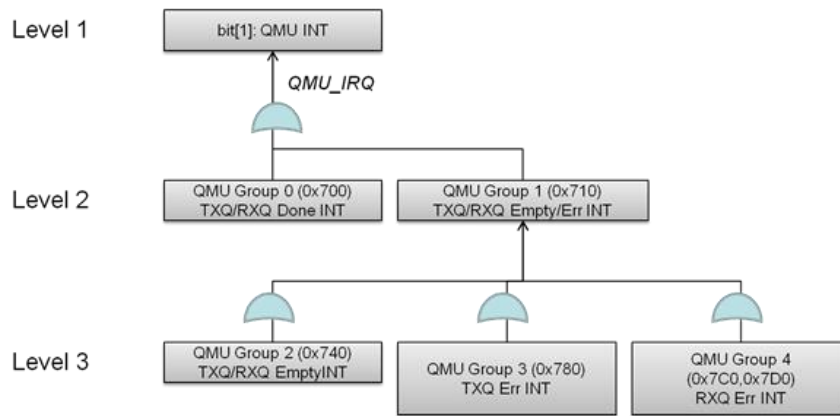 Level 1
bit[1]: QMU INT
QMU_IRQ
Level 2
QMU Group 0 (0x700)
TXQ/RXQ Done INT
QMU Group 1 (0x710)
TXQ/RXQ Empty/Err INT
Level 3
QMU Group 2 (0x740)
TXQ/RXQ EmptyINT
QMU Group 3 (0x780)
TXQ Err INT
QMU Group 4
(0x7C0,0x7D0)
RXQ Err INT